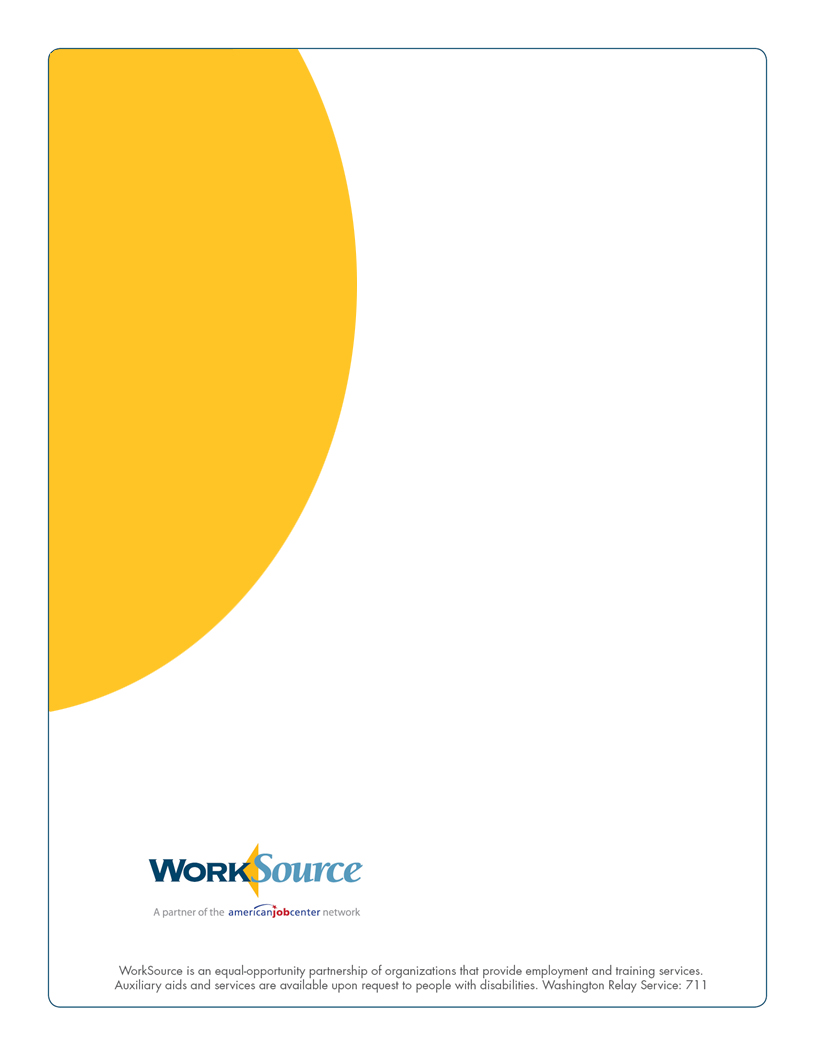 WORKSource
A partner of the americanjobcenter network
WorkSource is an equal-opportunity partnership of organizations that provide employment and training services.
Auxiliary aids and services are available upon request to people with disabilities. Washington Relay Service: 711